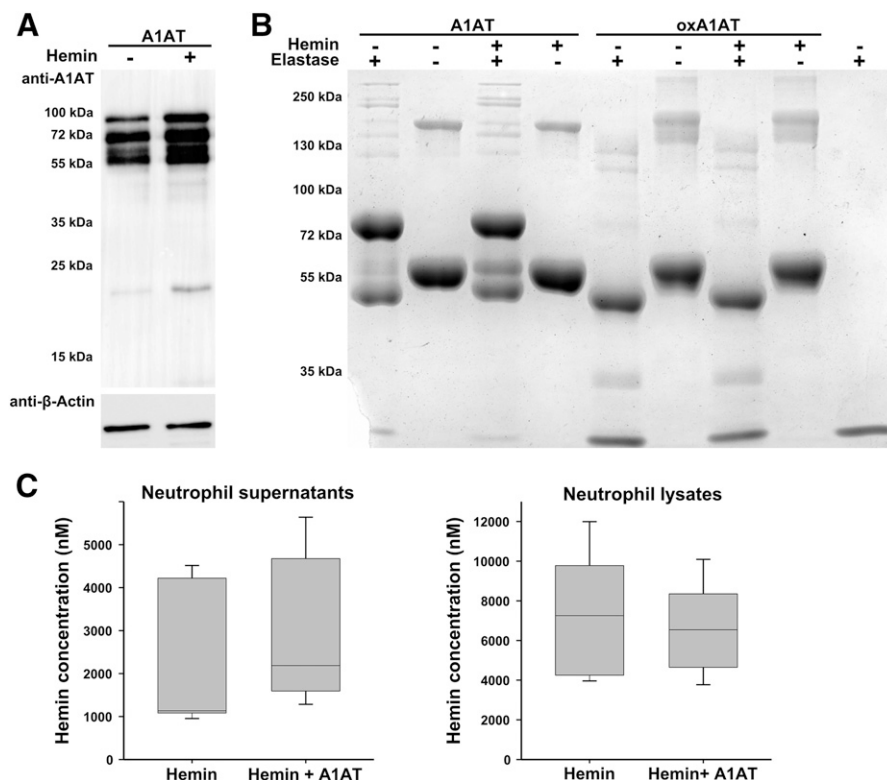 A
A1AT
Hemin - +
anti-A1AT
100 kDa
72 kDa
55 kDa
35 kDa
25 kDa
15 kDa
anti-β-Actin
B
A1AT oxA1AT
Hemin - - + + - - + + -
Elastase + - + - + - + - +
250 kDa
130 kDa
100 kDa
72 kDa
55 kDa
35 kDa
C
Neutrophil supernatants
Hemin concentration (nM)
5000
4000
3000
2000
1000
0
Hemin Hemin + A1AT
Neutrophil lysates
Hemin concentration (nM)
12000
10000
8000
6000
4000
2000
0
Hemin Hemin+ A1AT